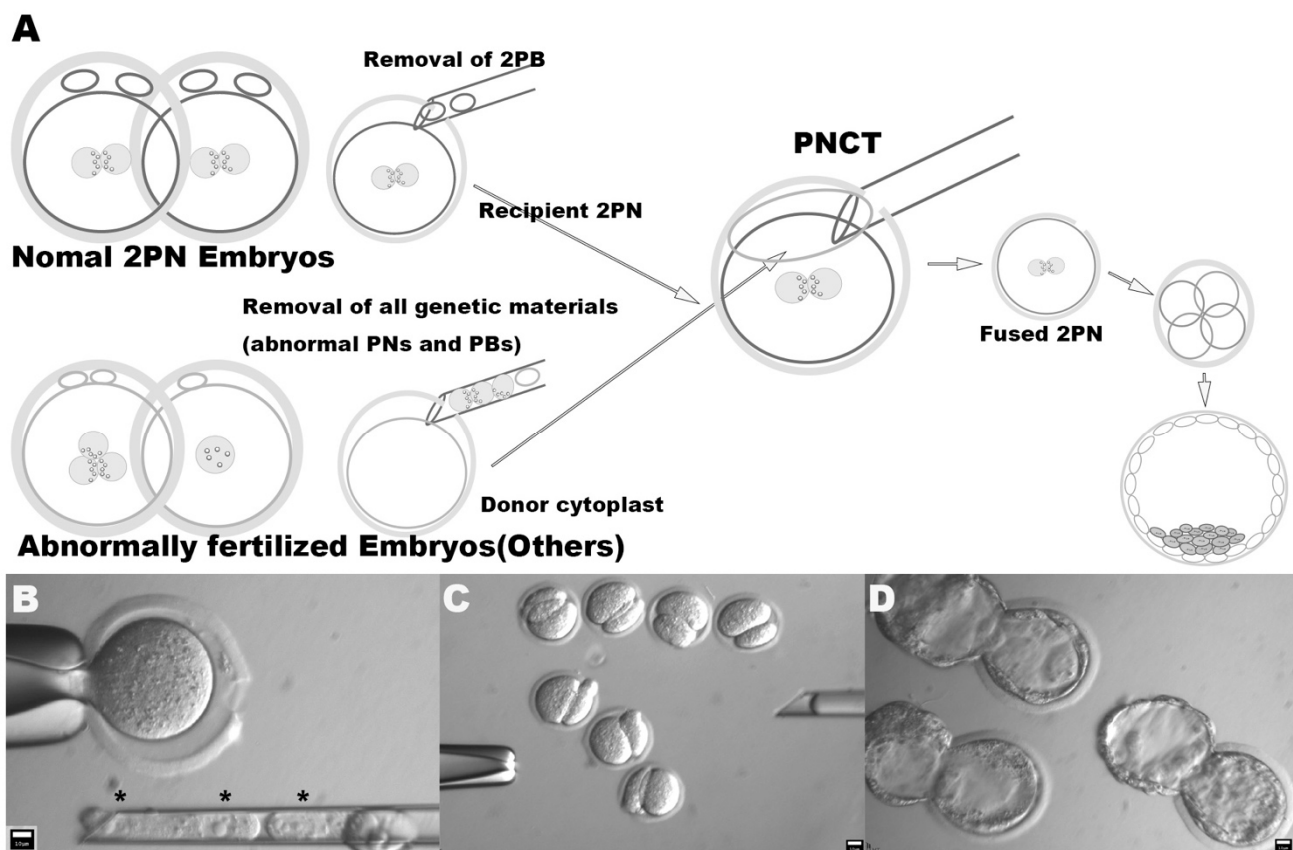 A
Removal of 2PB
PNCT
Recipient 2PN
Nomal 2PN Embryos
Removal of all genetic materials
(abnormal PNs and PBs)
Fused 2PN
Donor cytoplast
Abnormally fertilized Embryos(Others)
B
C
D
* * *
10μm